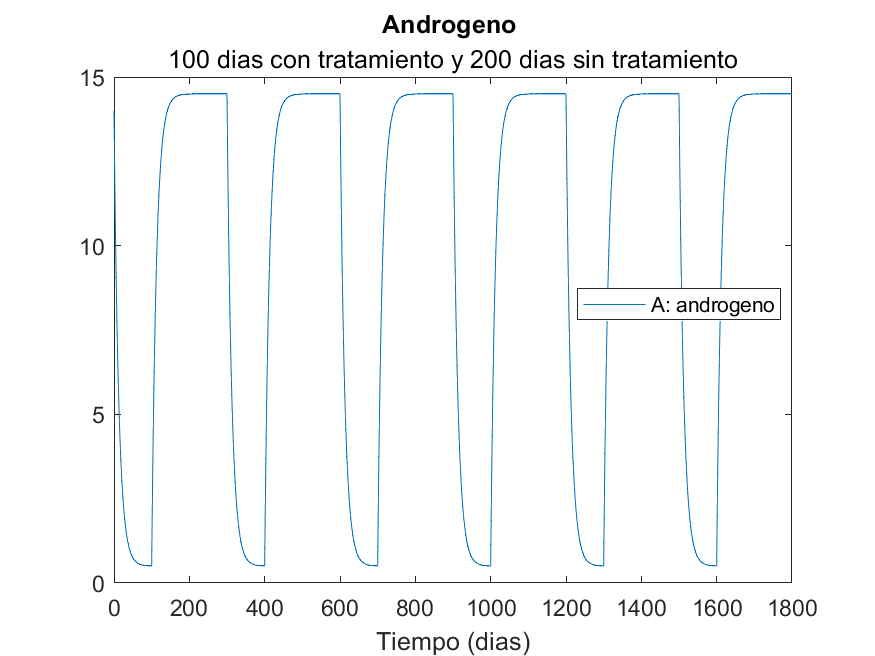 Androgeno
100 dias con tratamiento y 200 dias sin tratamiento
15
10
5
0
A: androgeno
0 200 400 600 800 1000 1200 1400 1600 1800
Tiempo (dias)